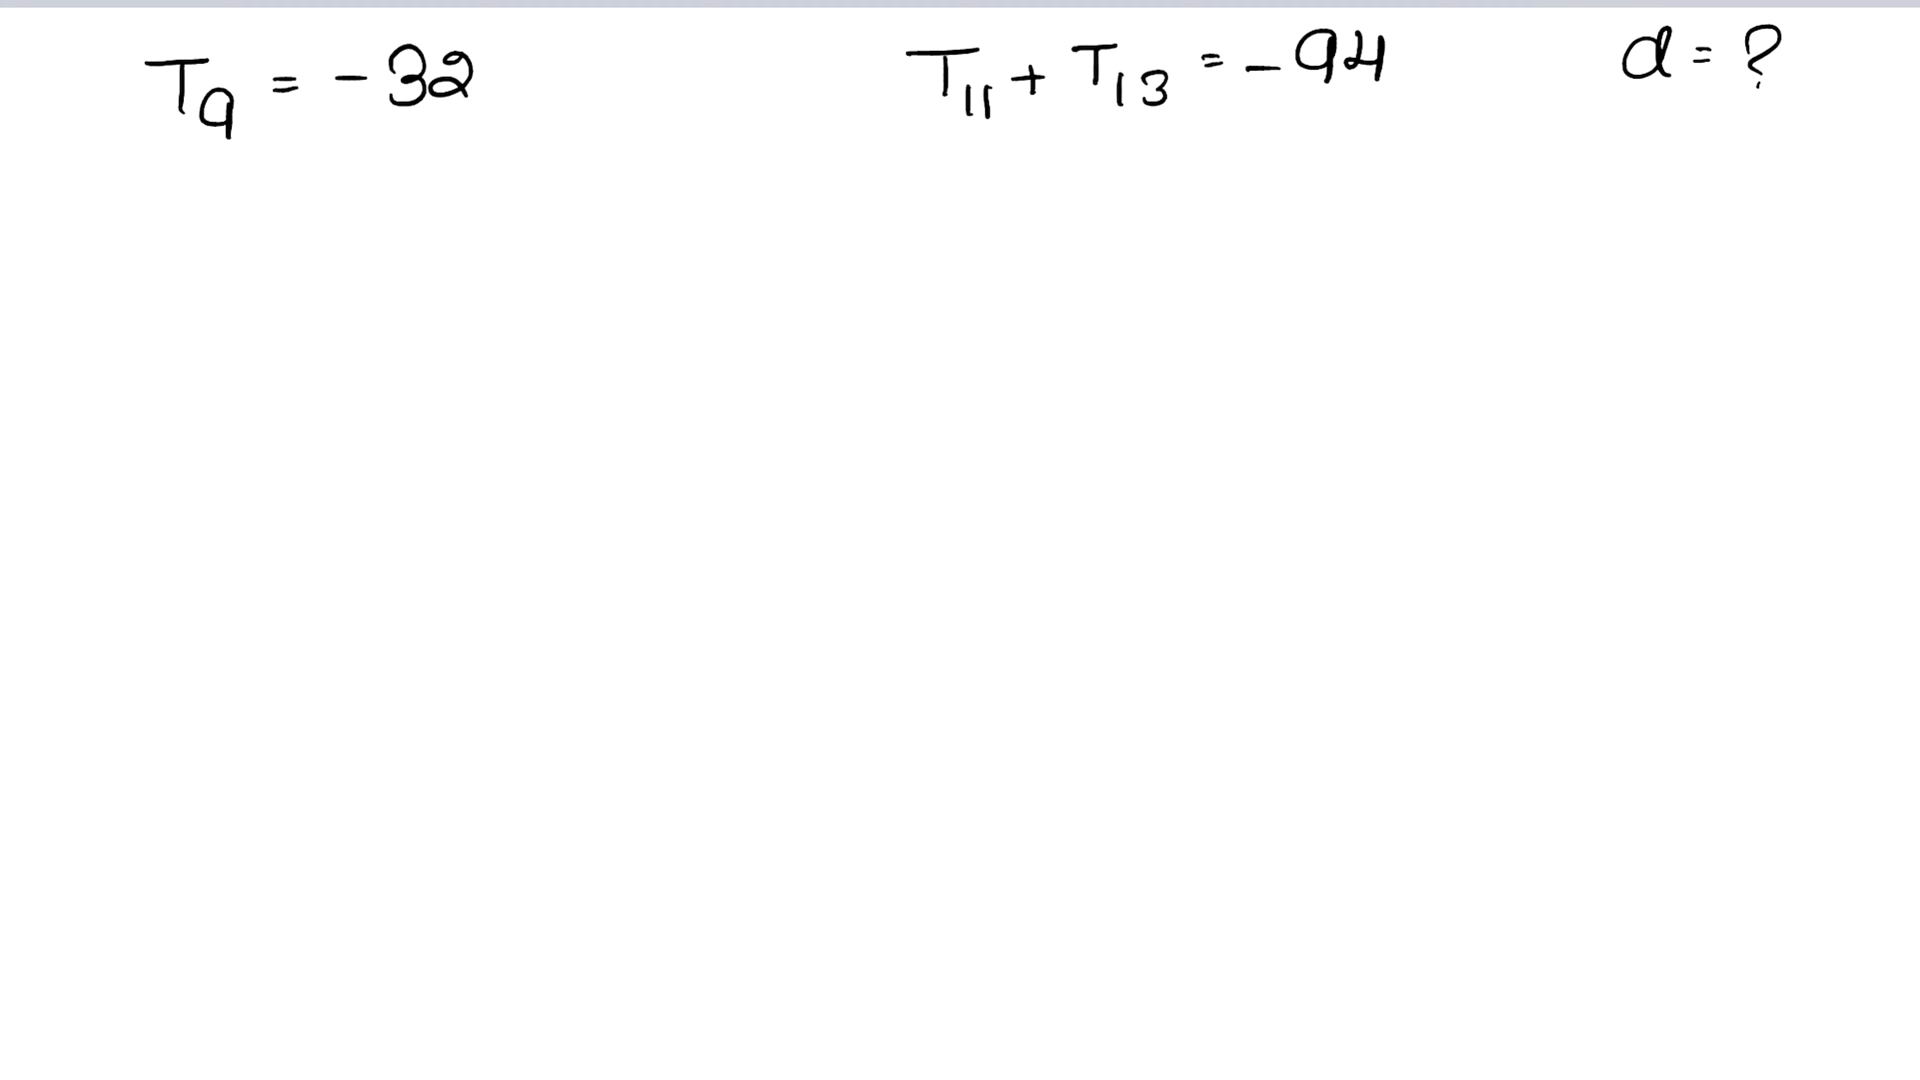 T₉ = -32 T₁₁ + T₁₃ = -94 d = ?